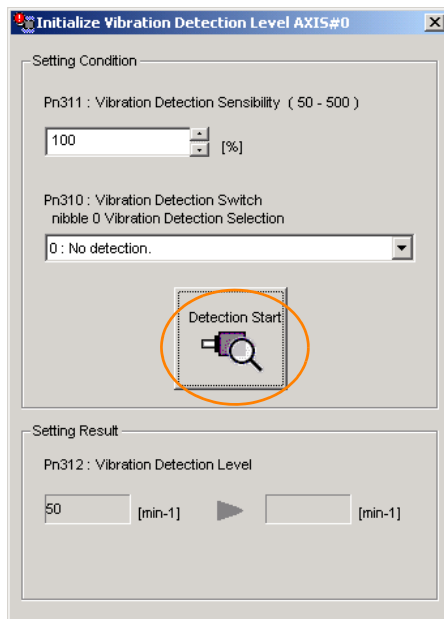 Initialize Vibration Detection Level AXIS#0
Setting Condition
Pn311 : Vibration Detection Sensibility ( 50 - 500 )
100
[%]
Pn310 : Vibration Detection Switch
nibble 0 Vibration Detection Selection
0 : No detection.
Detection Start
Setting Result
Pn312 : Vibration Detection Level
50 [min-1] [min-1]